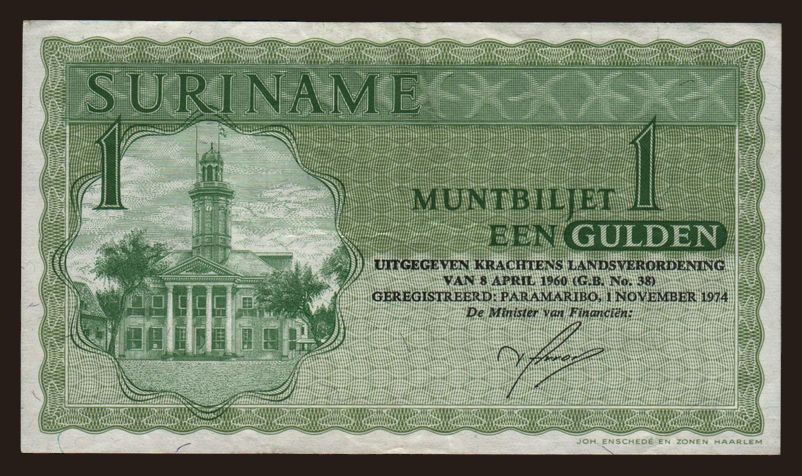 SURINAME
1
MUNTBILJET 1
EEN GULDEN
UITGEGEVEN KRACHTENS LANDSVERORDENING
VAN 8 APRIL 1960 (G.B. No. 38)
GEREGISTREERD: PARAMARIBO, 1 NOVEMBER 1974
De Minister van Financiën:
JOH. ENSCHEDÉ EN ZONEN HAARLEM